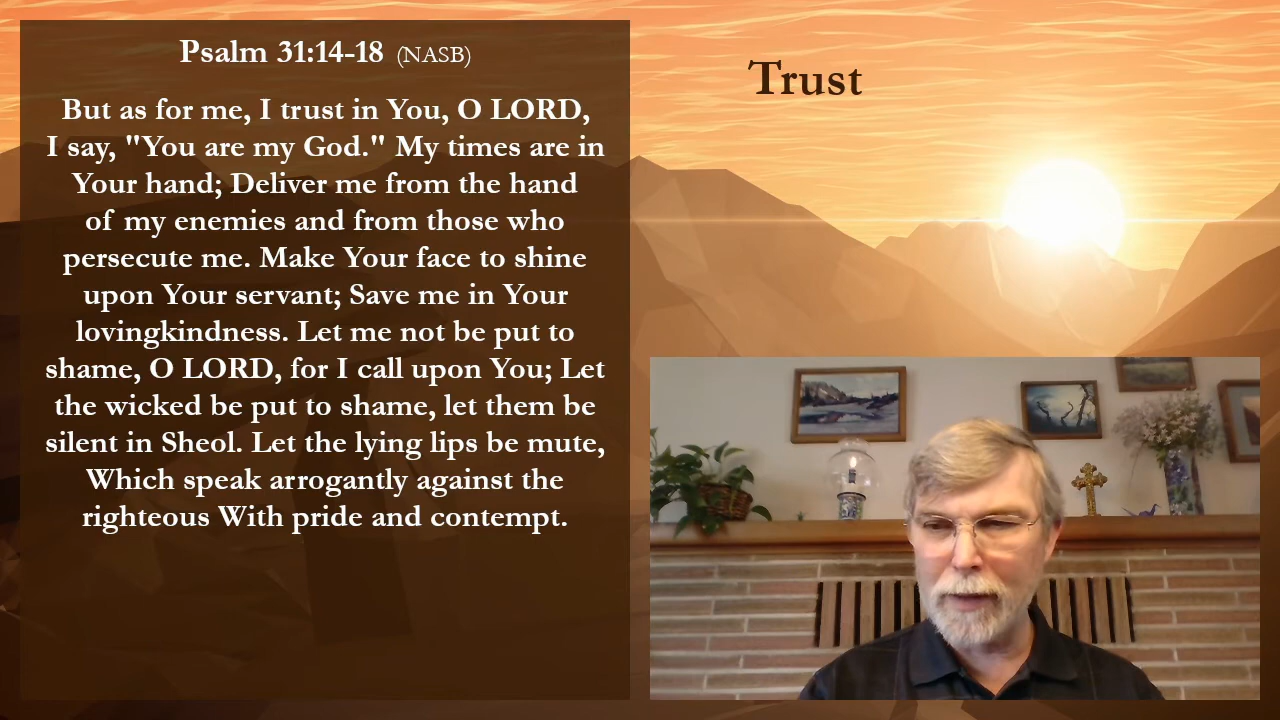 Psalm 31:14-18 (NASB)
But as for me, I trust in You, O LORD,
I say, "You are my God." My times are in
Your hand; Deliver me from the hand
of my enemies and from those who
persecute me. Make Your face to shine
upon Your servant; Save me in Your
lovingkindness. Let me not be put to
shame, O LORD, for I call upon You; Let
the wicked be put to shame, let them be
silent in Sheol. Let the lying lips be mute,
Which speak arrogantly against the
righteous With pride and contempt.
Trust